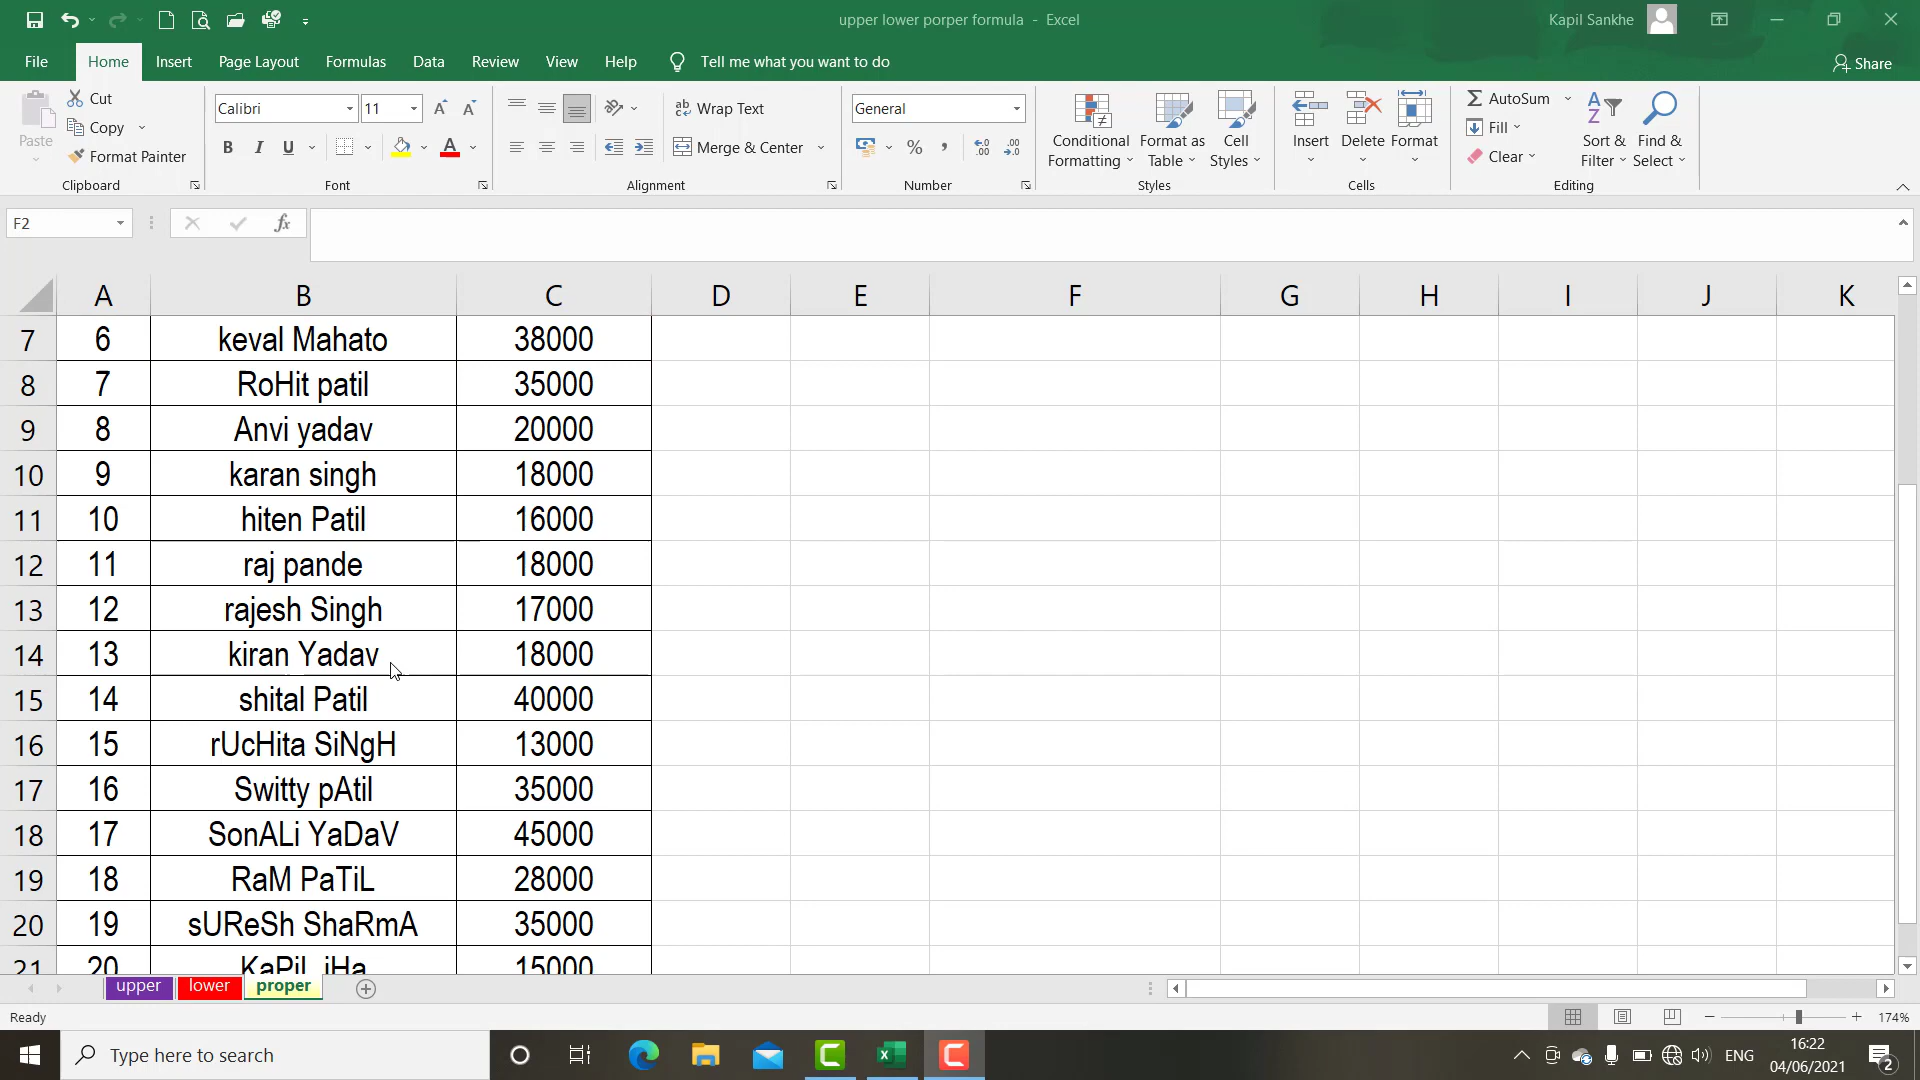 upper lower porper formula - Excel
Kapil Sankhe
File Home Insert Page Layout Formulas Data Review View Help Tell me what you want to do
Share
Paste
Cut
Copy
Format Painter
Clipboard
Calibri 11
B I U
Font
Wrap Text
Merge & Center
Alignment
General
Number
Conditional Formatting
Format as Table
Cell Styles
Styles
Insert Delete Format
Cells
AutoSum
Fill
Clear
Sort & Filter
Find & Select
Editing
F2
fx
A B C D E F G H I J K
7 6 keval Mahato 38000
8 7 RoHit patil 35000
9 8 Anvi yadav 20000
10 9 karan singh 18000
11 10 hiten Patil 16000
12 11 raj pande 18000
13 12 rajesh Singh 17000
14 13 kiran Yadav 18000
15 14 shital Patil 40000
16 15 rUcHita SiNgH 13000
17 16 Switty pAtil 35000
18 17 SonALi YaDaV 45000
19 18 RaM PaTiL 28000
20 19 sUReSh ShaRmA 35000
21 20 KaPiL jHa 15000
upper lower proper
Ready
174%
Type here to search
ENG
16:22
04/06/2021
2